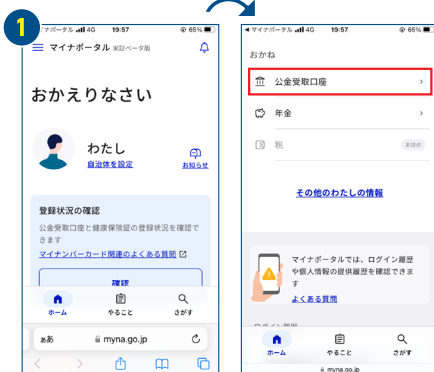 1
ナポータル 4G 19:57 65%
マイナポータル 実証ベータ版
おかえりなさい
わたし
自治体を設定
お知らせ
登録状況の確認
公金受取口座と健康保険証の登録状況を確認で
きます
マイナンバーカード関連のよくある質問
確認
ホーム やること さがす
ぁあ myna.go.jp
マイナポータル 4G 19:57 65%
おかね
公金受取口座
年金
税
その他のわたしの情報
マイナポータルでは、ログイン履歴
や個人情報の提供履歴を確認できま
す
よくある質問
ホーム やること さがす
myna.go.jp